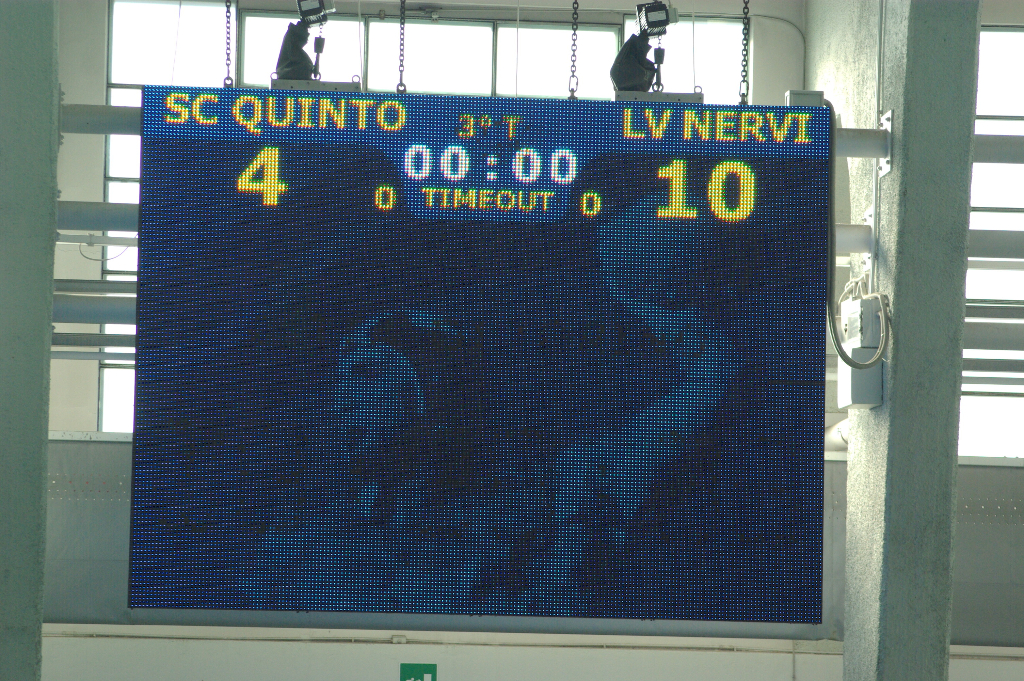 SC QUINTO 3° T LV NERVI
4 00:00 10
0 TIMEOUT 0